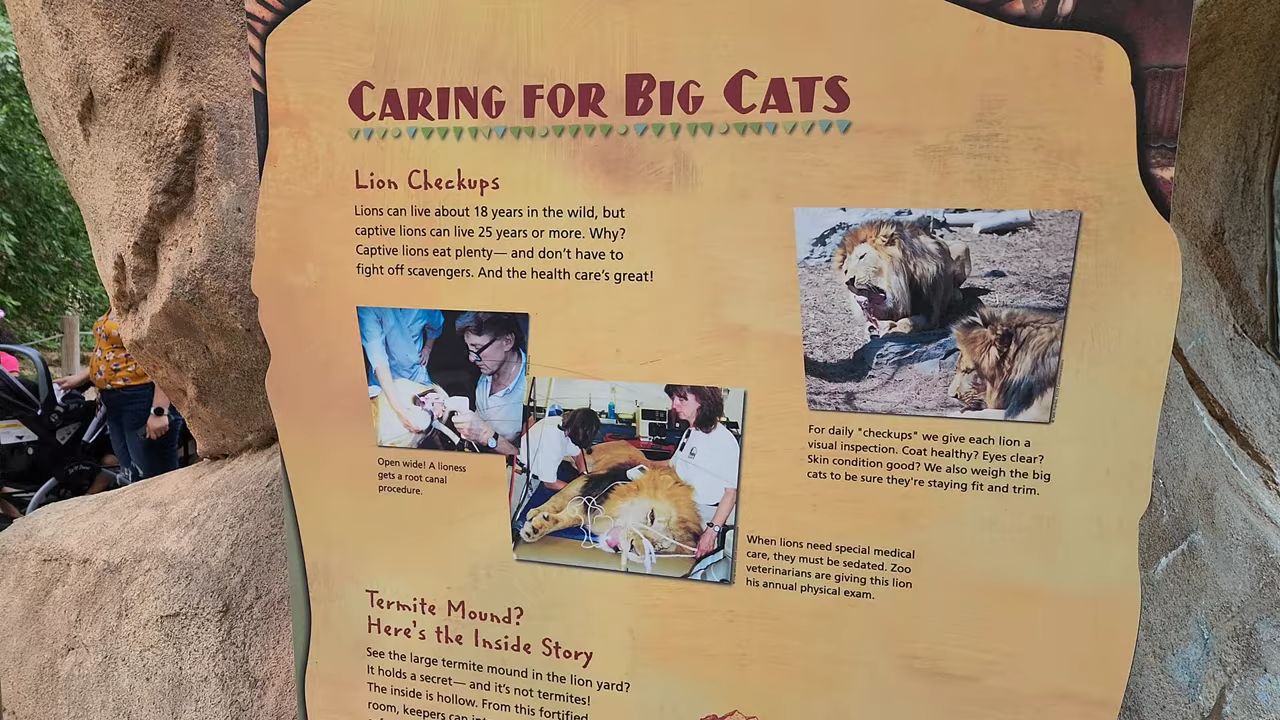 CARING FOR BIG CATS
Lion Checkups
Lions can live about 18 years in the wild, but
captive lions can live 25 years or more. Why?
Captive lions eat plenty— and don't have to
fight off scavengers. And the health care's great!
Open wide! A lioness
gets a root canal
procedure.
For daily "checkups" we give each lion a
visual inspection. Coat healthy? Eyes clear?
Skin condition good? We also weigh the big
cats to be sure they're staying fit and trim.
When lions need special medical
care, they must be sedated. Zoo
veterinarians are giving this lion
his annual physical exam.
Termite Mound?
Here's the Inside Story
See the large termite mound in the lion yard?
It holds a secret— and it's not termites!
The inside is hollow. From this fortified
room, keepers can